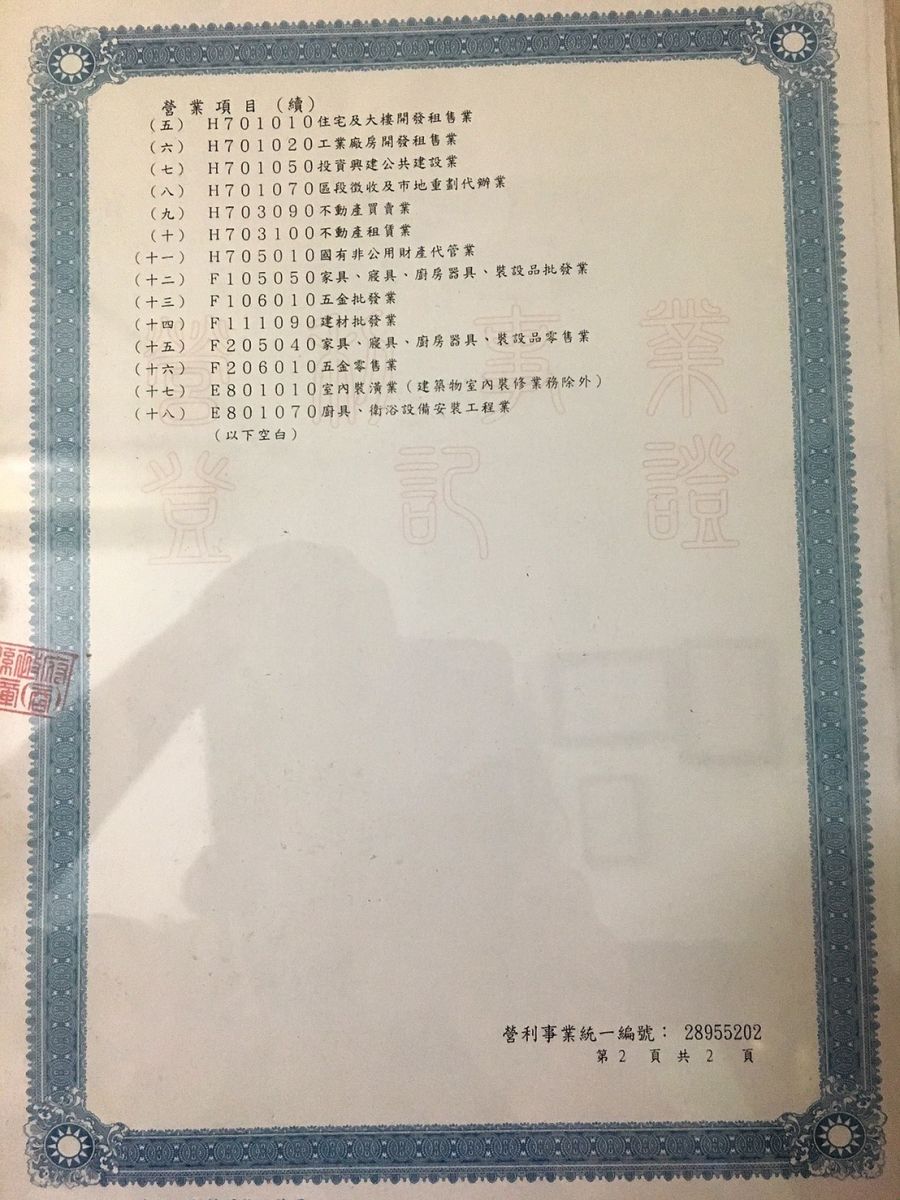 營業項目（續）
（五） H701010住宅及大樓開發租售業
（六） H701020工業廠房開發租售業
（七） H701050投資興建公共建設業
（八） H701070區段徵收及市地重劃代辦業
（九） H703090不動產買賣業
（十） H703100不動產租賃業
（十一） H705010國有非公用財產代管業
（十二） F105050家具、寢具、廚房器具、裝設品批發業
（十三） F106010五金批發業
（十四） F111090建材批發業
（十五） F205040家具、寢具、廚房器具、裝設品零售業
（十六） F206010五金零售業
（十七） E801010室內裝潢業（建築物室內裝修業務除外）
（十八） E801070廚具、衛浴設備安裝工程業
（以下空白）
營利事業
登記證
營利事業統一編號： 28955202
第2頁共2頁